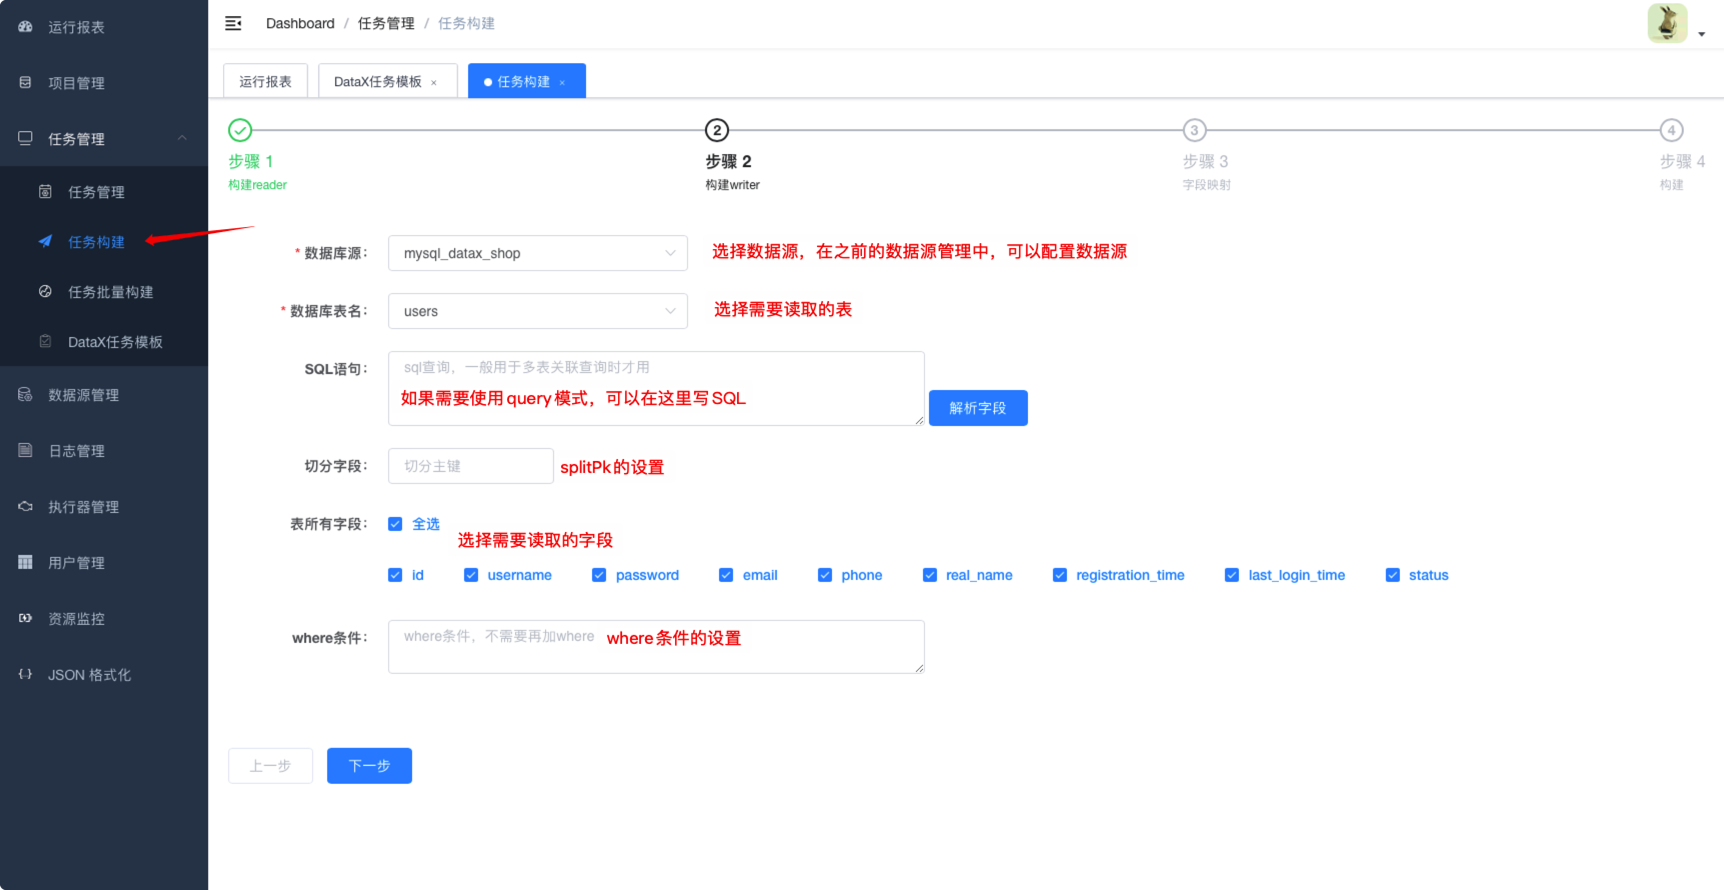 运行报表
项目管理
任务管理
任务管理
任务构建
任务批量构建
DataX任务模板
数据源管理
日志管理
执行器管理
用户管理
资源监控
JSON 格式化
Dashboard / 任务管理 / 任务构建
运行报表
DataX任务模板 ×
任务构建 ×
步骤 1
构建reader
2
步骤 2
构建writer
3
步骤 3
字段映射
4
步骤 4
构建
* 数据库源：
mysql_datax_shop
选择数据源，在之前的数据源管理中，可以配置数据源
* 数据库表名：
users
选择需要读取的表
SQL语句：
sql查询，一般用于多表关联查询时才用
如果需要使用query模式，可以在这里写SQL
解析字段
切分字段：
切分主键
splitPk的设置
表所有字段：
全选
选择需要读取的字段
id username password email phone real_name registration_time last_login_time status
where条件：
where条件，不需要再加where
where条件的设置
上一步
下一步